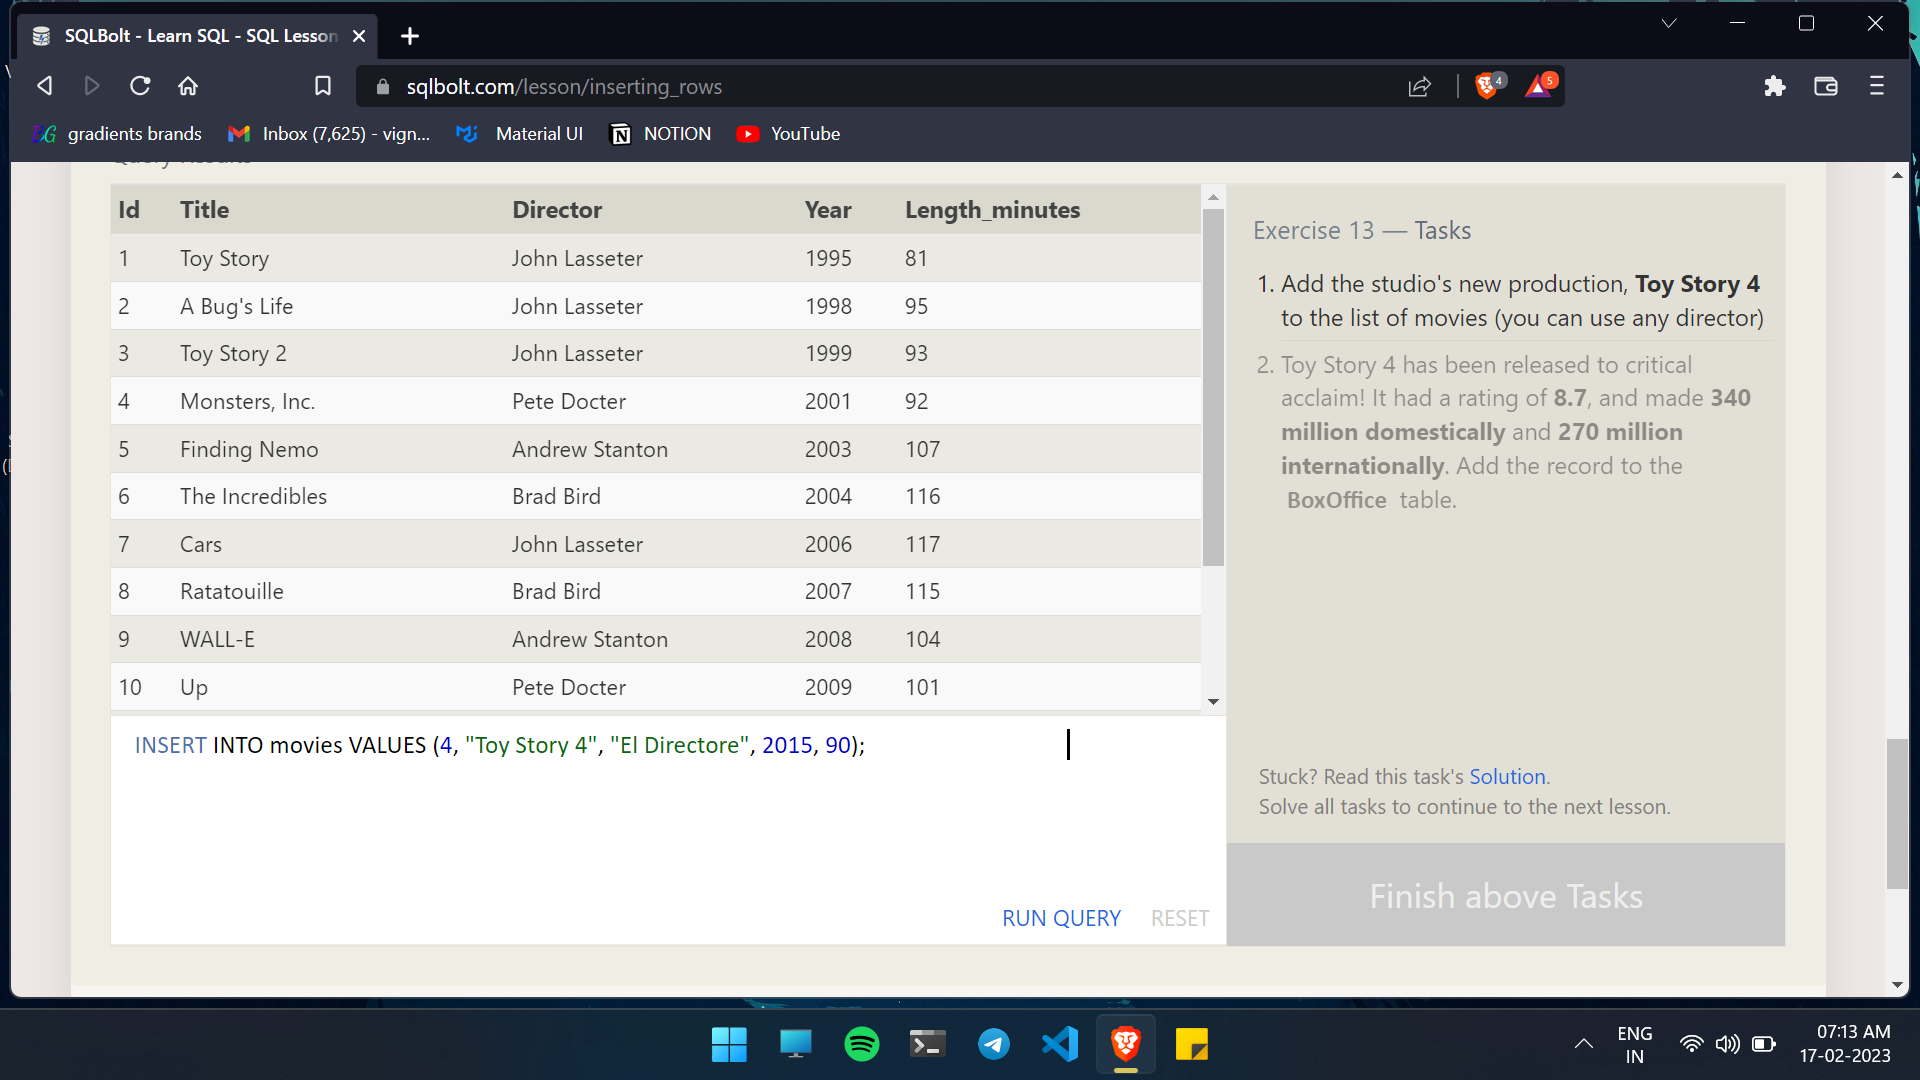 SQLBolt - Learn SQL - SQL Lesson
sqlbolt.com/lesson/inserting_rows
4
5
gradients brands
Inbox (7,625) - vign...
Material UI
NOTION
YouTube
Query Results
Id Title Director Year Length_minutes
1 Toy Story John Lasseter 1995 81
2 A Bug's Life John Lasseter 1998 95
3 Toy Story 2 John Lasseter 1999 93
4 Monsters, Inc. Pete Docter 2001 92
5 Finding Nemo Andrew Stanton 2003 107
6 The Incredibles Brad Bird 2004 116
7 Cars John Lasseter 2006 117
8 Ratatouille Brad Bird 2007 115
9 WALL-E Andrew Stanton 2008 104
10 Up Pete Docter 2009 101
INSERT INTO movies VALUES (4, "Toy Story 4", "El Directore", 2015, 90);
RUN QUERY RESET
Exercise 13 — Tasks
1. Add the studio's new production, Toy Story 4
to the list of movies (you can use any director)
2. Toy Story 4 has been released to critical
acclaim! It had a rating of 8.7, and made 340
million domestically and 270 million
internationally. Add the record to the
BoxOffice table.
Stuck? Read this task's Solution.
Solve all tasks to continue to the next lesson.
Finish above Tasks
ENG
IN
07:13 AM
17-02-2023